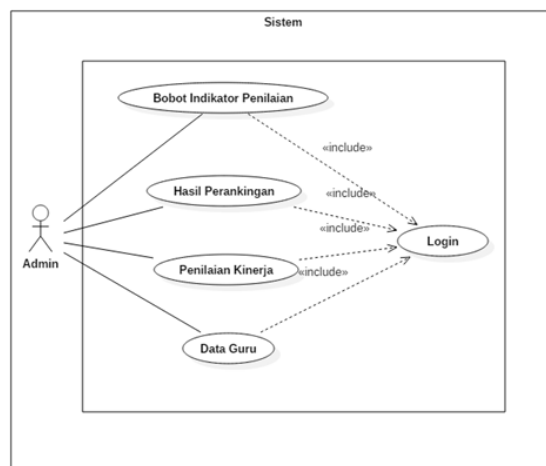 Sistem
Bobot Indikator Penilaian
«include»
Hasil Perankingan
«include»
«include»
Login
Admin
Penilaian Kinerja
«include»
Data Guru